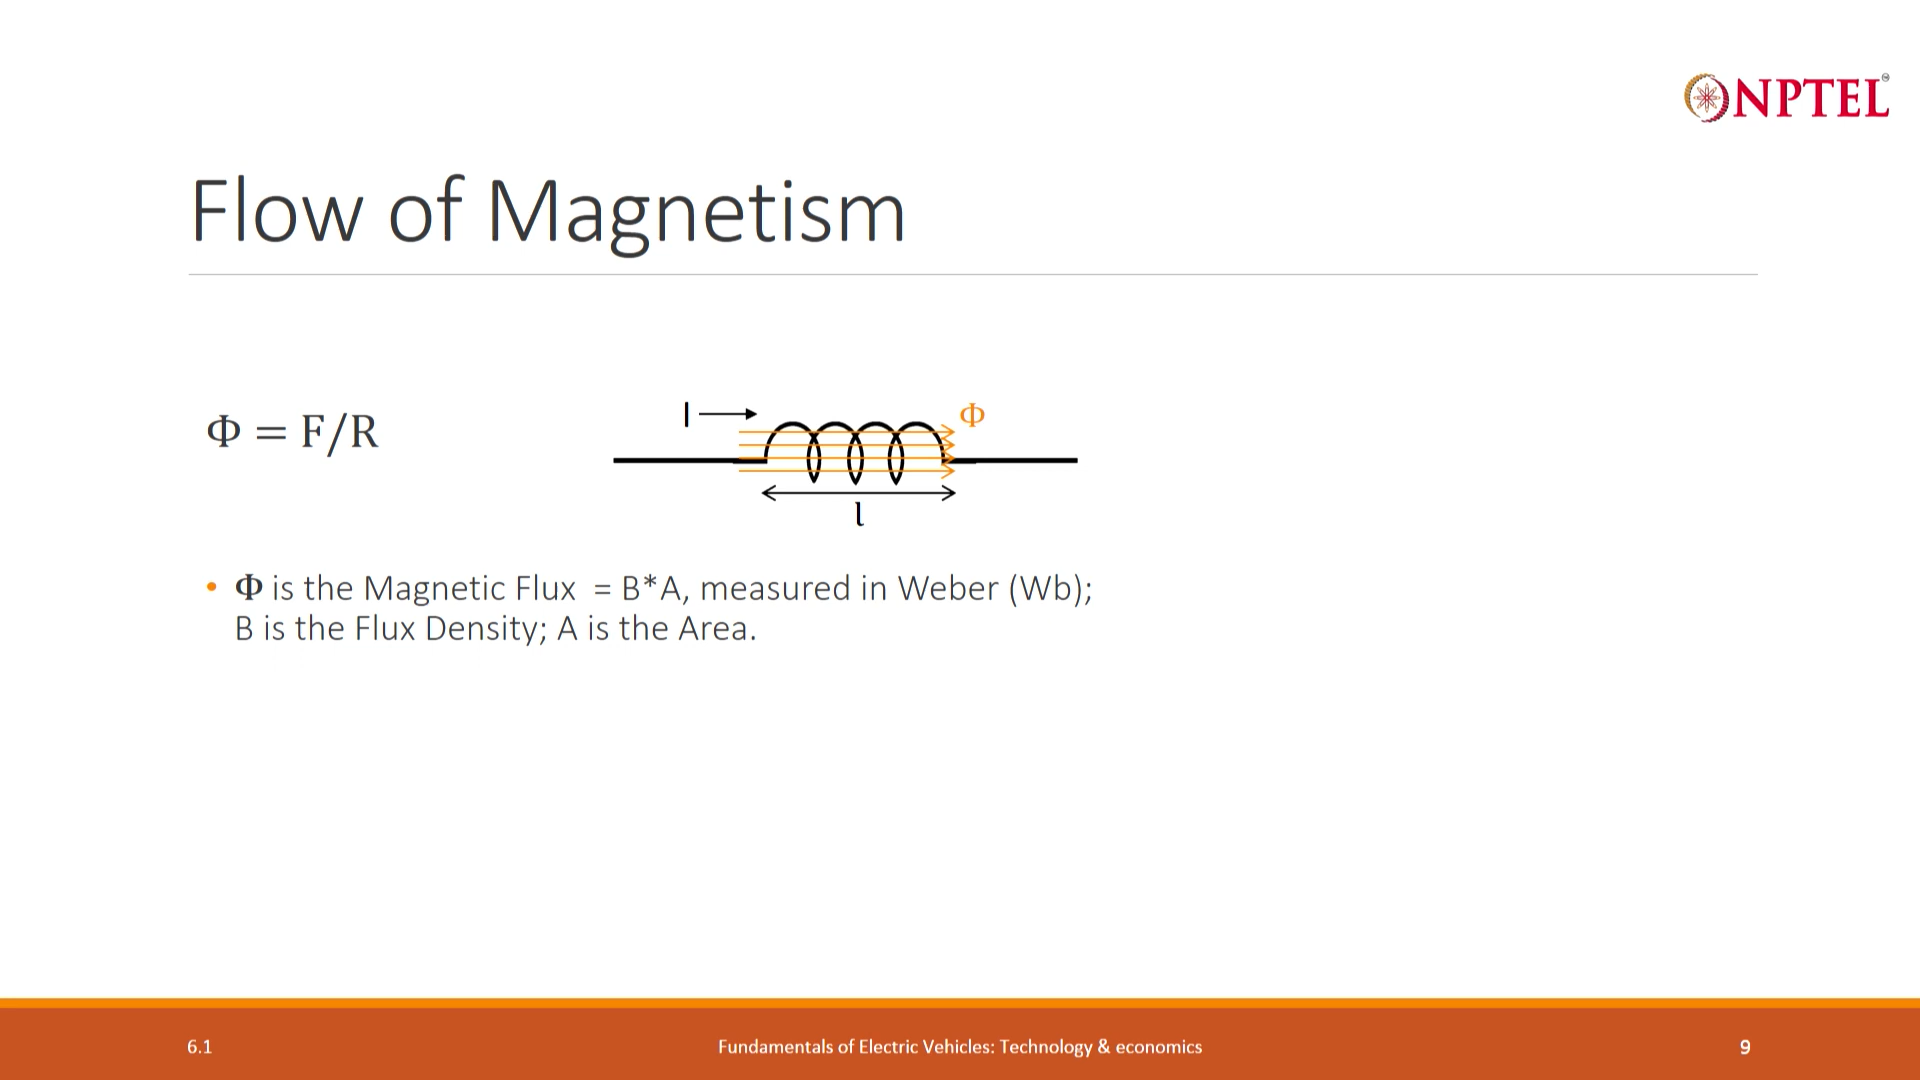 NPTEL
Flow of Magnetism
Φ = F/R
I
Φ
l
• Φ is the Magnetic Flux = B*A, measured in Weber (Wb);
B is the Flux Density; A is the Area.
6.1
Fundamentals of Electric Vehicles: Technology & economics
9